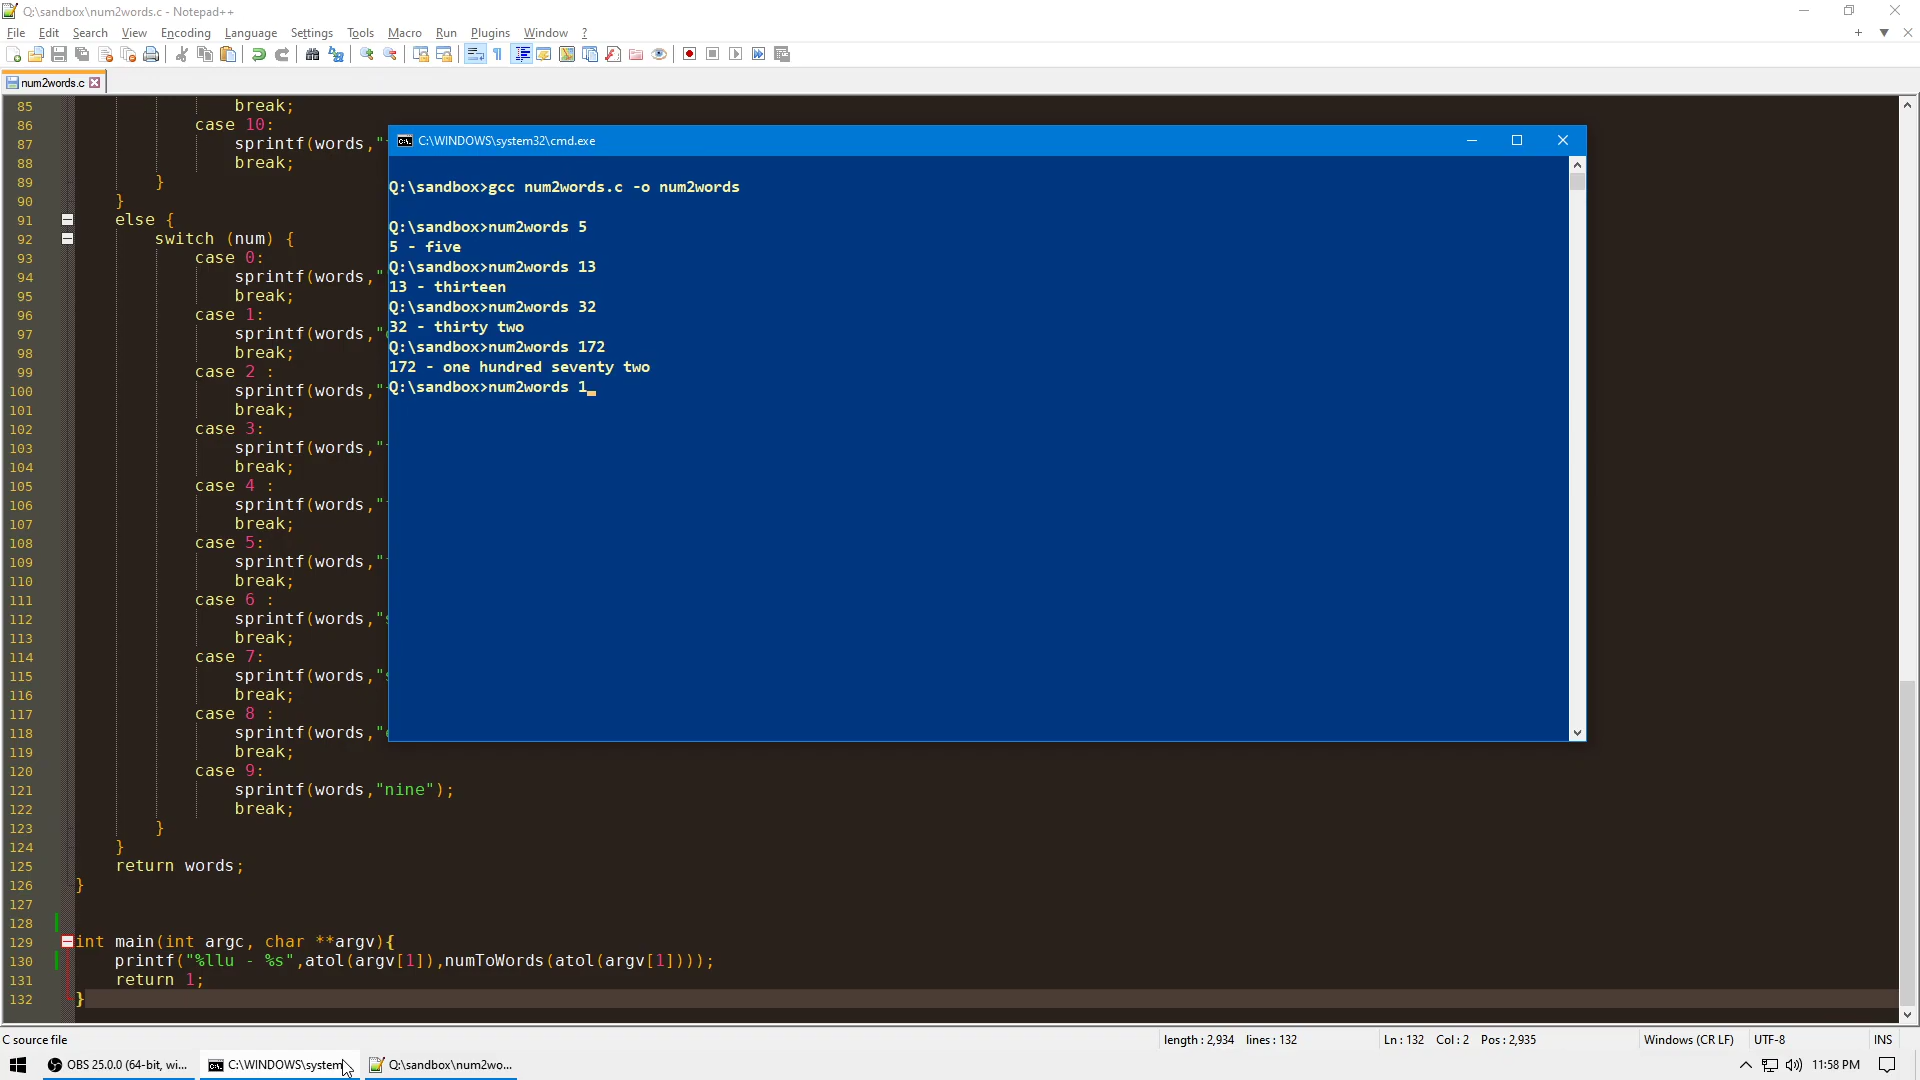 Q:\sandbox\num2words.c - Notepad++
File Edit Search View Encoding Language Settings Tools Macro Run Plugins Window ?
num2words.c
85 break;
86 case 10:
87 sprintf(words,"
88 break;
89 }
90 }
91 else {
92 switch (num) {
93 case 0:
94 sprintf(words,"
95 break;
96 case 1:
97 sprintf(words,"
98 break;
99 case 2 :
100 sprintf(words,"
101 break;
102 case 3:
103 sprintf(words,"
104 break;
105 case 4 :
106 sprintf(words,"
107 break;
108 case 5:
109 sprintf(words,"
110 break;
111 case 6 :
112 sprintf(words,"
113 break;
114 case 7:
115 sprintf(words,"
116 break;
117 case 8 :
118 sprintf(words,"
119 break;
120 case 9:
121 sprintf(words,"nine");
122 break;
123 }
124 }
125 return words;
126 }
127
128
129 int main(int argc, char **argv){
130 printf("%llu - %s",atol(argv[1]),numToWords(atol(argv[1])));
131 return 1;
132 }
C:\WINDOWS\system32\cmd.exe
Q:\sandbox>gcc num2words.c -o num2words
Q:\sandbox>num2words 5
5 - five
Q:\sandbox>num2words 13
13 - thirteen
Q:\sandbox>num2words 32
32 - thirty two
Q:\sandbox>num2words 172
172 - one hundred seventy two
Q:\sandbox>num2words 1_
C source file length : 2,934 lines : 132 Ln : 132 Col : 2 Pos : 2,935 Windows (CR LF) UTF-8 INS
OBS 25.0.0 (64-bit, wi... C:\WINDOWS\system Q:\sandbox\num2wo... 11:58 PM